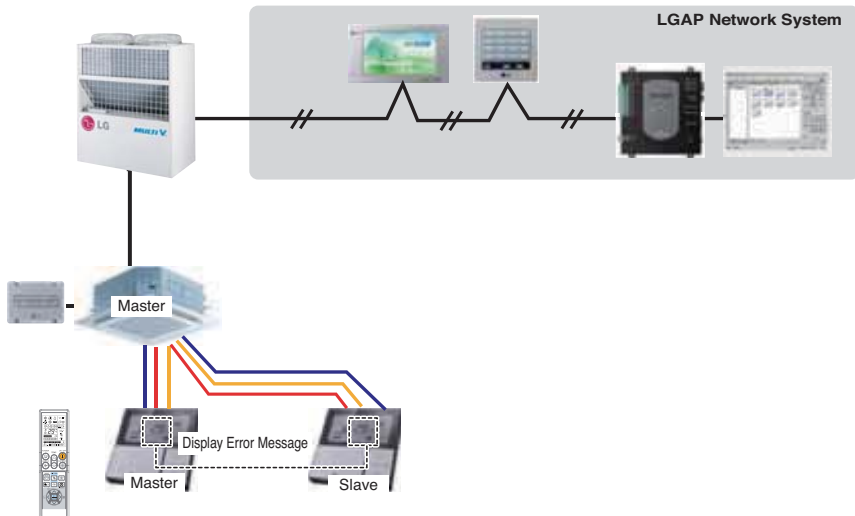 LGAP Network System
LG MULTI V
Master
Display Error Message
Master
Slave